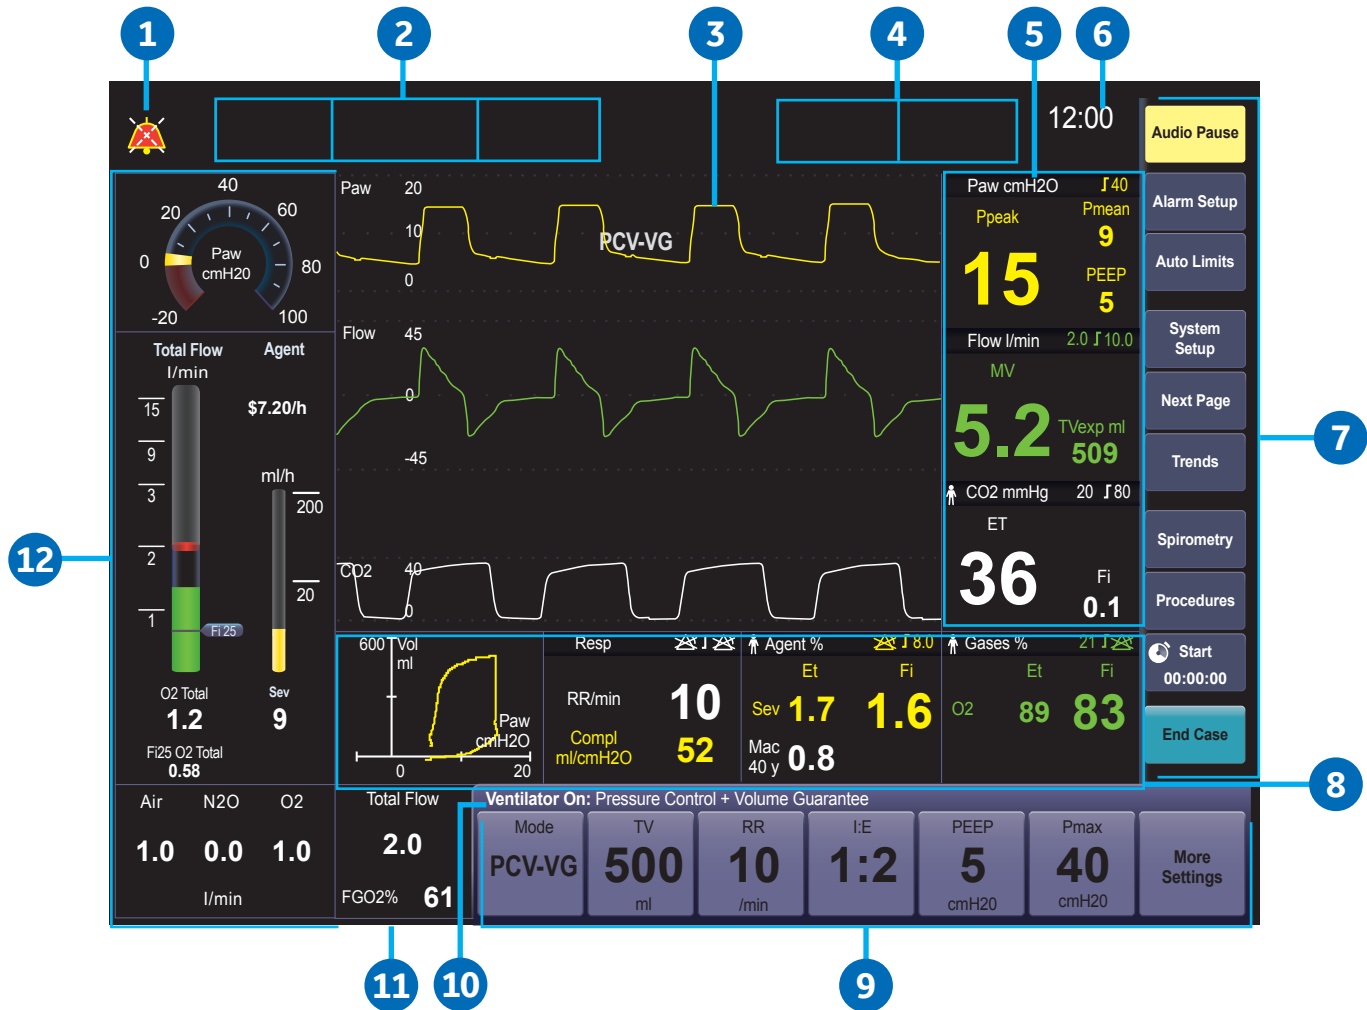 1
2
3
4
5
6
12:00
Audio Pause
Alarm Setup
Auto Limits
System
Setup
Next Page
Trends
Spirometry
Procedures
Start
00:00:00
End Case
7
8
40
20
60
0
Paw
cmH20
80
-20
100
Total Flow
Agent
l/min
15
$7.20/h
9
ml/h
3
200
2
20
1
Fi 25
O2 Total
Sev
1.2
9
Fi25 O2 Total
0.58
12
Paw
20
10
PCV-VG
0
Flow
45
0
-45
CO2
40
0
Paw cmH2O
40
Ppeak
Pmean
9
15
PEEP
5
Flow l/min
2.0
10.0
MV
5.2
TVexp ml
509
CO2 mmHg
20
80
ET
36
Fi
0.1
600
Vol
ml
Paw
cmH2O
0
20
Resp
RR/min
10
Compl
ml/cmH2O
52
Agent %
8.0
Et
Fi
Sev
1.7
1.6
Mac
40 y
0.8
Gases %
21
Et
Fi
O2
89
83
Air
N2O
O2
1.0
0.0
1.0
l/min
Total Flow
2.0
FGO2%
61
Ventilator On: Pressure Control + Volume Guarantee
Mode
PCV-VG
TV
500
ml
RR
10
/min
I:E
1:2
PEEP
5
cmH20
Pmax
40
cmH20
More
Settings
11
10
9